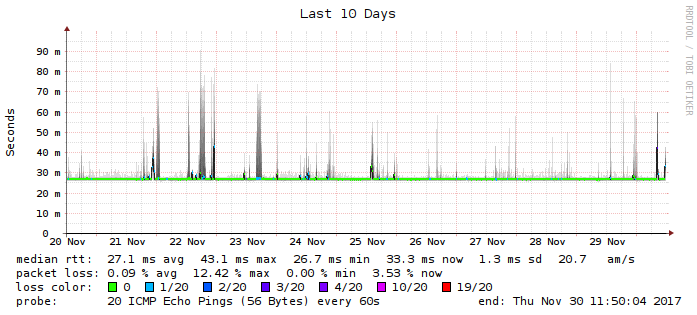 Last 10 Days
RRDTOOL / TOBI OETIKER
Seconds
90 m
80 m
70 m
60 m
50 m
40 m
30 m
20 m
10 m
0
20 Nov 21 Nov 22 Nov 23 Nov 24 Nov 25 Nov 26 Nov 27 Nov 28 Nov 29 Nov
median rtt: 27.1 ms avg 43.1 ms max 26.7 ms min 33.3 ms now 1.3 ms sd 20.7 am/s
packet loss: 0.09 % avg 12.42 % max 0.00 % min 3.53 % now
loss color: 0 1/20 2/20 3/20 4/20 10/20 19/20
probe: 20 ICMP Echo Pings (56 Bytes) every 60s end: Thu Nov 30 11:50:04 2017